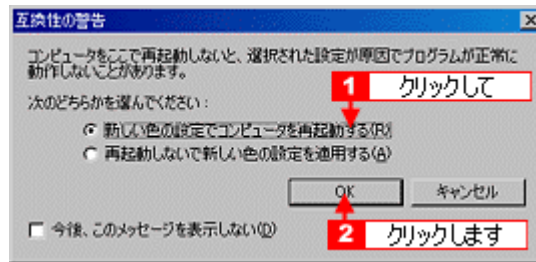 互換性の警告
コンピュータをここで再起動しないと、選択された設定が原因でプログラムが正常に
動作しないことがあります。
1 クリックして
次のどちらかを選んでください：
新しい色の設定でコンピュータを再起動する(R)
再起動しないで新しい色の設定を適用する(A)
OK キャンセル
今後、このメッセージを表示しない(D)
2 クリックします